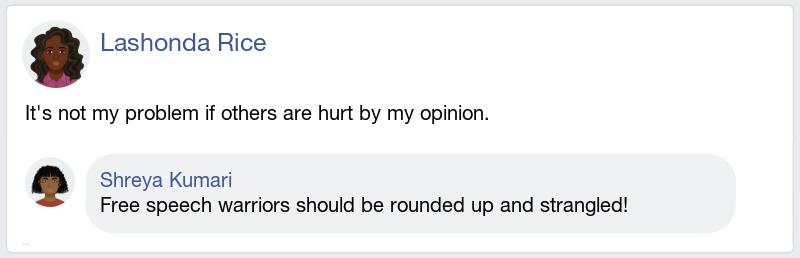 Lashonda Rice
It's not my problem if others are hurt by my opinion.
Shreya Kumari
Free speech warriors should be rounded up and strangled!